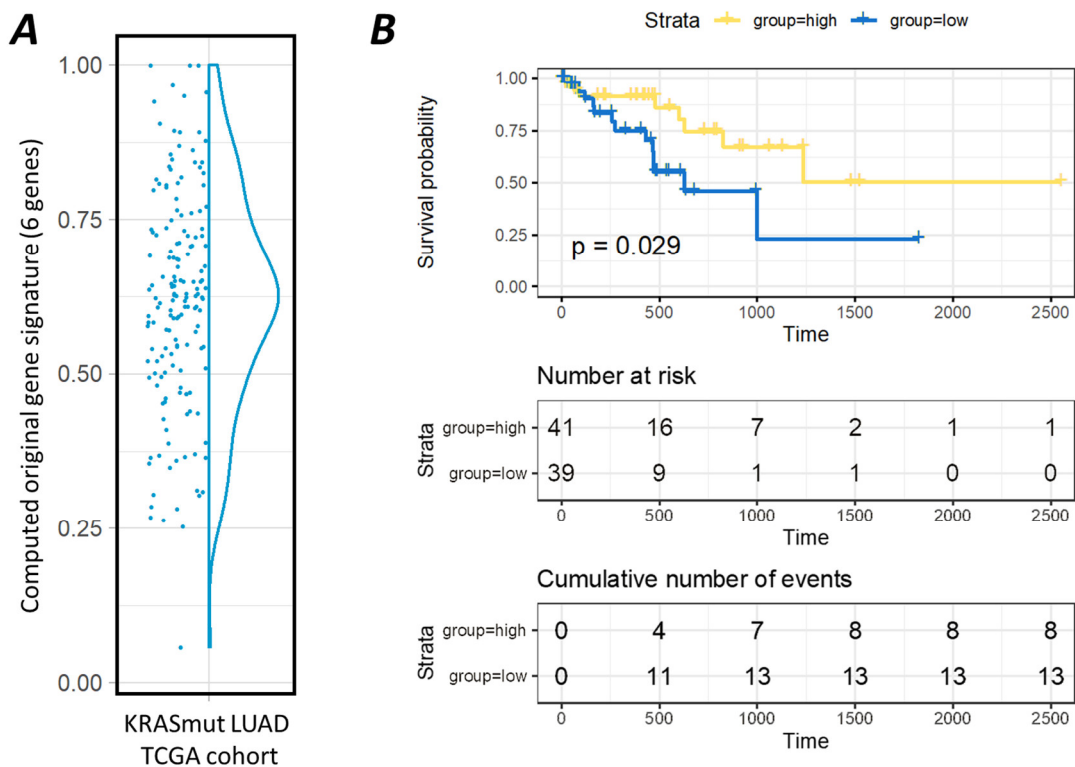 A
Computed original gene signature (6 genes)
1.00
0.75
0.50
0.25
0.00
KRASmut LUAD
TCGA cohort
B
Strata group=high group=low
Survival probability
1.00
0.75
0.50
0.25
0.00
p = 0.029
0 500 1000 1500 2000 2500
Time
Number at risk
Strata
group=high 41 16 7 2 1 1
group=low 39 9 1 1 0 0
0 500 1000 1500 2000 2500
Time
Cumulative number of events
Strata
group=high 0 4 7 8 8 8
group=low 0 11 13 13 13 13
0 500 1000 1500 2000 2500
Time